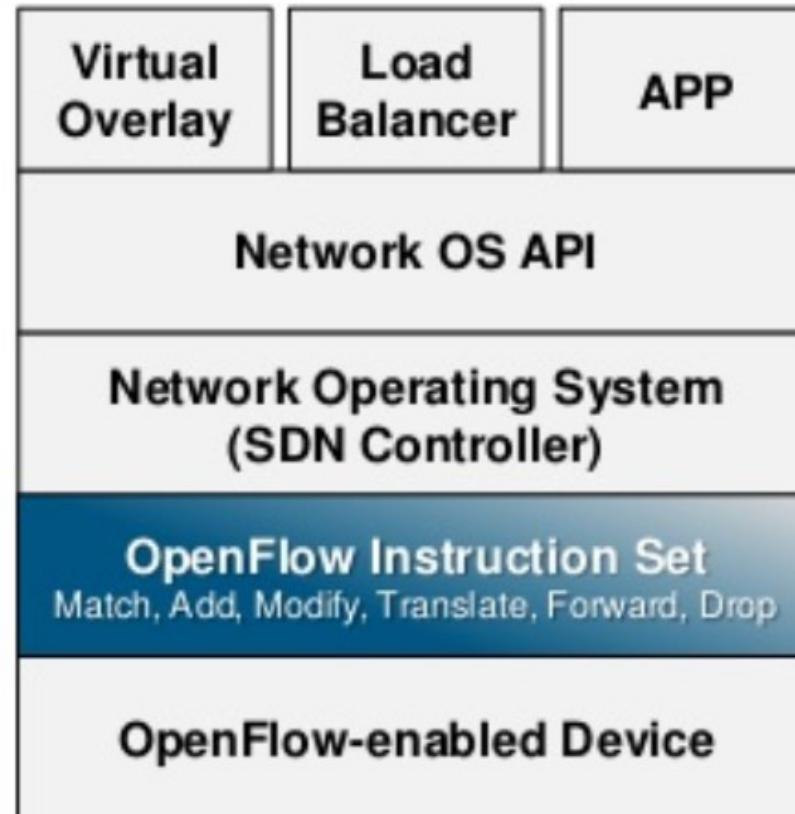 Virtual
Overlay
Load
Balancer
APP
Network OS API
Network Operating System
(SDN Controller)
OpenFlow Instruction Set
Match, Add, Modify, Translate, Forward, Drop
OpenFlow-enabled Device